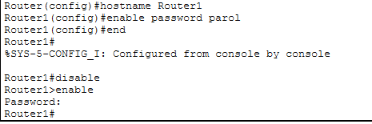 Router(config)#hostname Router1
Router1(config)#enable password parol
Router1(config)#end
Router1#
%SYS-5-CONFIG_I: Configured from console by console

Router1#disable
Router1>enable
Password:
Router1#